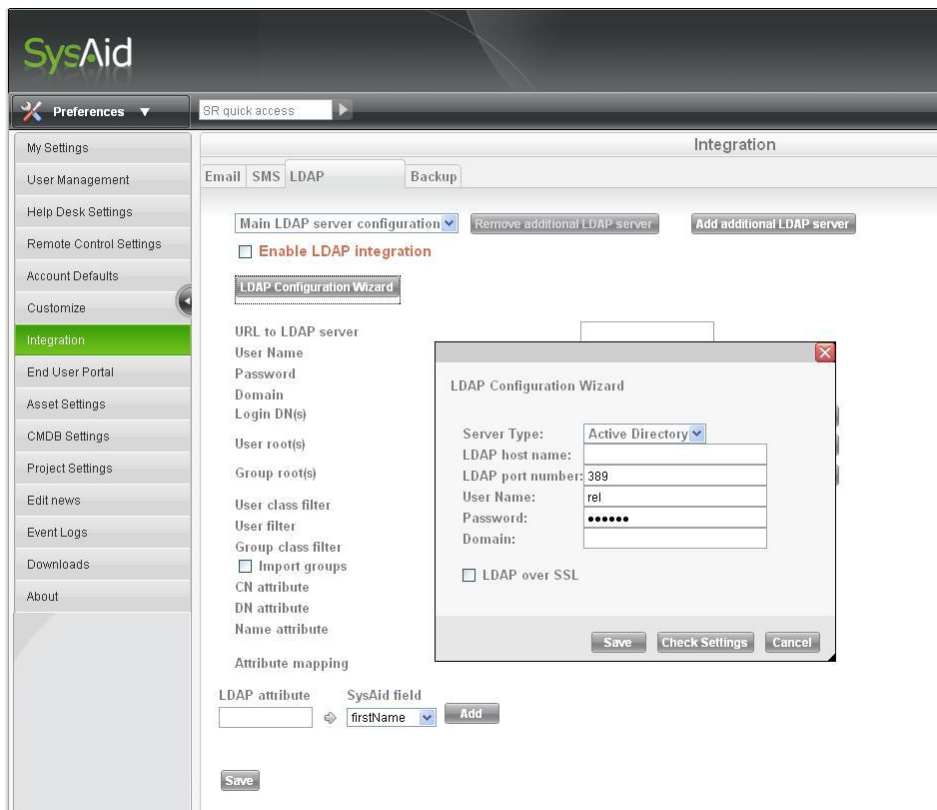 SysAid
Preferences
SR quick access
My Settings
User Management
Help Desk Settings
Remote Control Settings
Account Defaults
Customize
Integration
End User Portal
Asset Settings
CMDB Settings
Project Settings
Edit news
Event Logs
Downloads
About
Integration
Email SMS LDAP Backup
Main LDAP server configuration Remove additional LDAP server Add additional LDAP server
Enable LDAP integration
LDAP Configuration Wizard
URL to LDAP server
User Name
Password
Domain
Login DN(s)
User root(s)
Group root(s)
User class filter
User filter
Group class filter
Import groups
CN attribute
DN attribute
Name attribute
Attribute mapping
LDAP attribute SysAid field
firstName Add
Save
LDAP Configuration Wizard
Server Type: Active Directory
LDAP host name:
LDAP port number: 389
User Name: rel
Password: ••••••
Domain:
LDAP over SSL
Save Check Settings Cancel